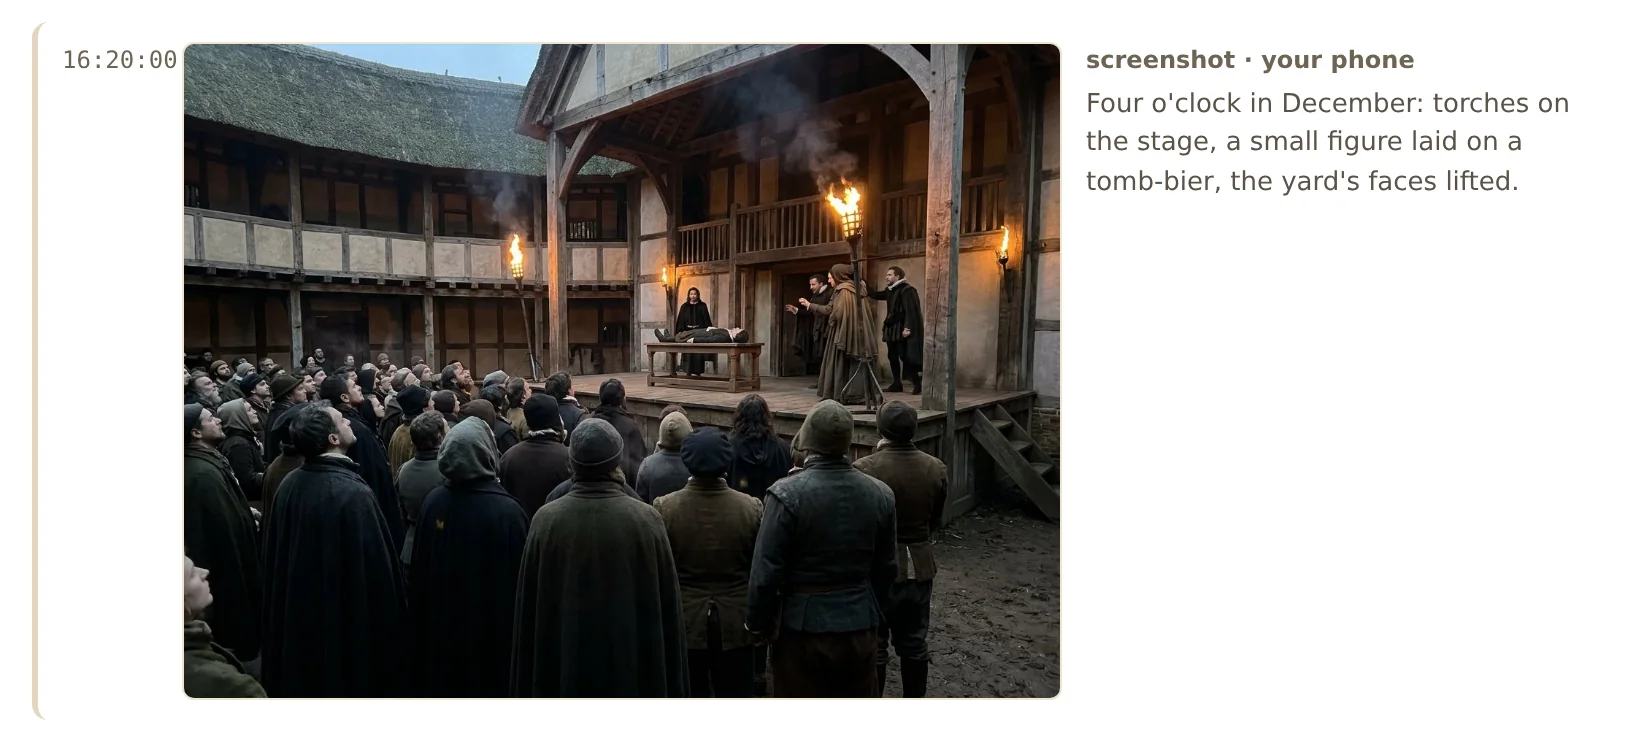 16:20:00
screenshot · your phone
Four o'clock in December: torches on
the stage, a small figure laid on a
tomb-bier, the yard's faces lifted.